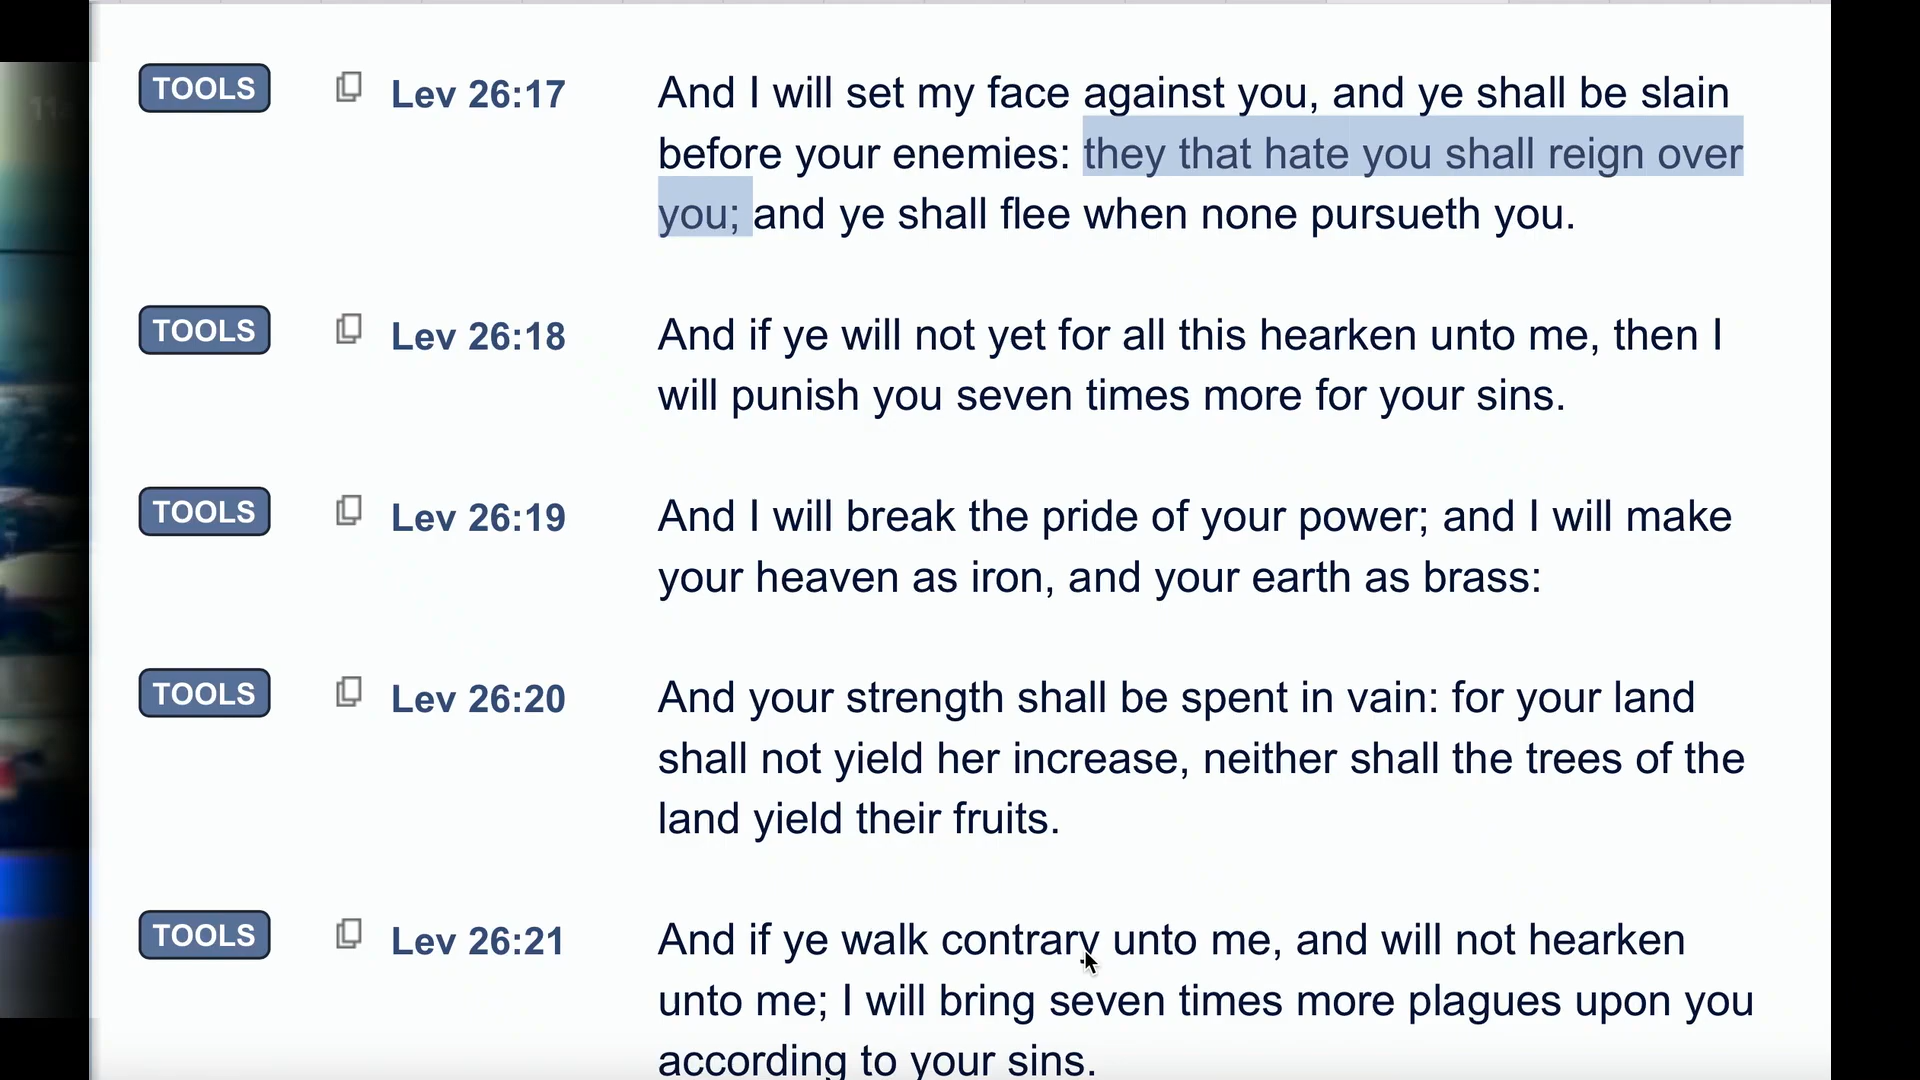 TOOLS Lev 26:17 And I will set my face against you, and ye shall be slain
before your enemies: they that hate you shall reign over
you; and ye shall flee when none pursueth you.
TOOLS Lev 26:18 And if ye will not yet for all this hearken unto me, then I
will punish you seven times more for your sins.
TOOLS Lev 26:19 And I will break the pride of your power; and I will make
your heaven as iron, and your earth as brass:
TOOLS Lev 26:20 And your strength shall be spent in vain: for your land
shall not yield her increase, neither shall the trees of the
land yield their fruits.
TOOLS Lev 26:21 And if ye walk contrary unto me, and will not hearken
unto me; I will bring seven times more plagues upon you
according to your sins.